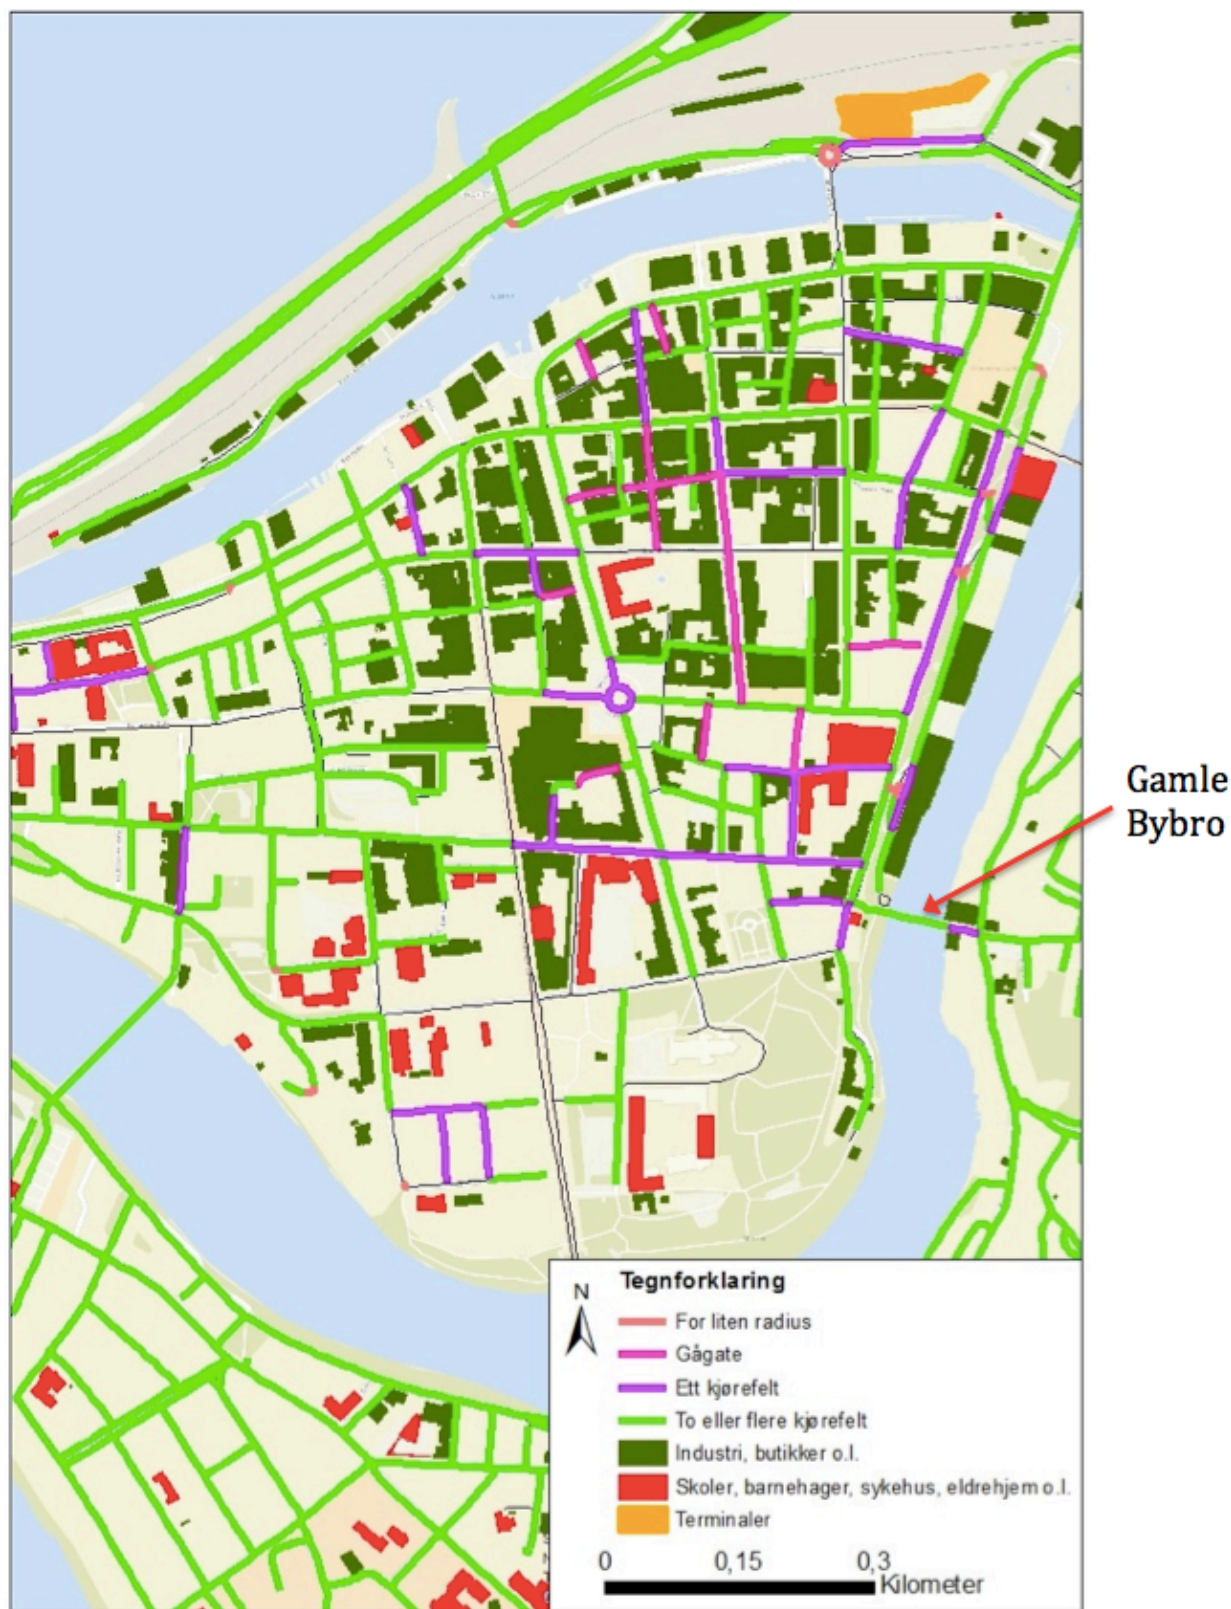 Gamle
Bybro
N
Tegnforklaring
For liten radius
Gågate
Ett kjørefelt
To eller flere kjørefelt
Industri, butikker o.l.
Skoler, barnehager, sykehus, eldrehjem o.l.
Terminaler
0 0,15 0,3
Kilometer